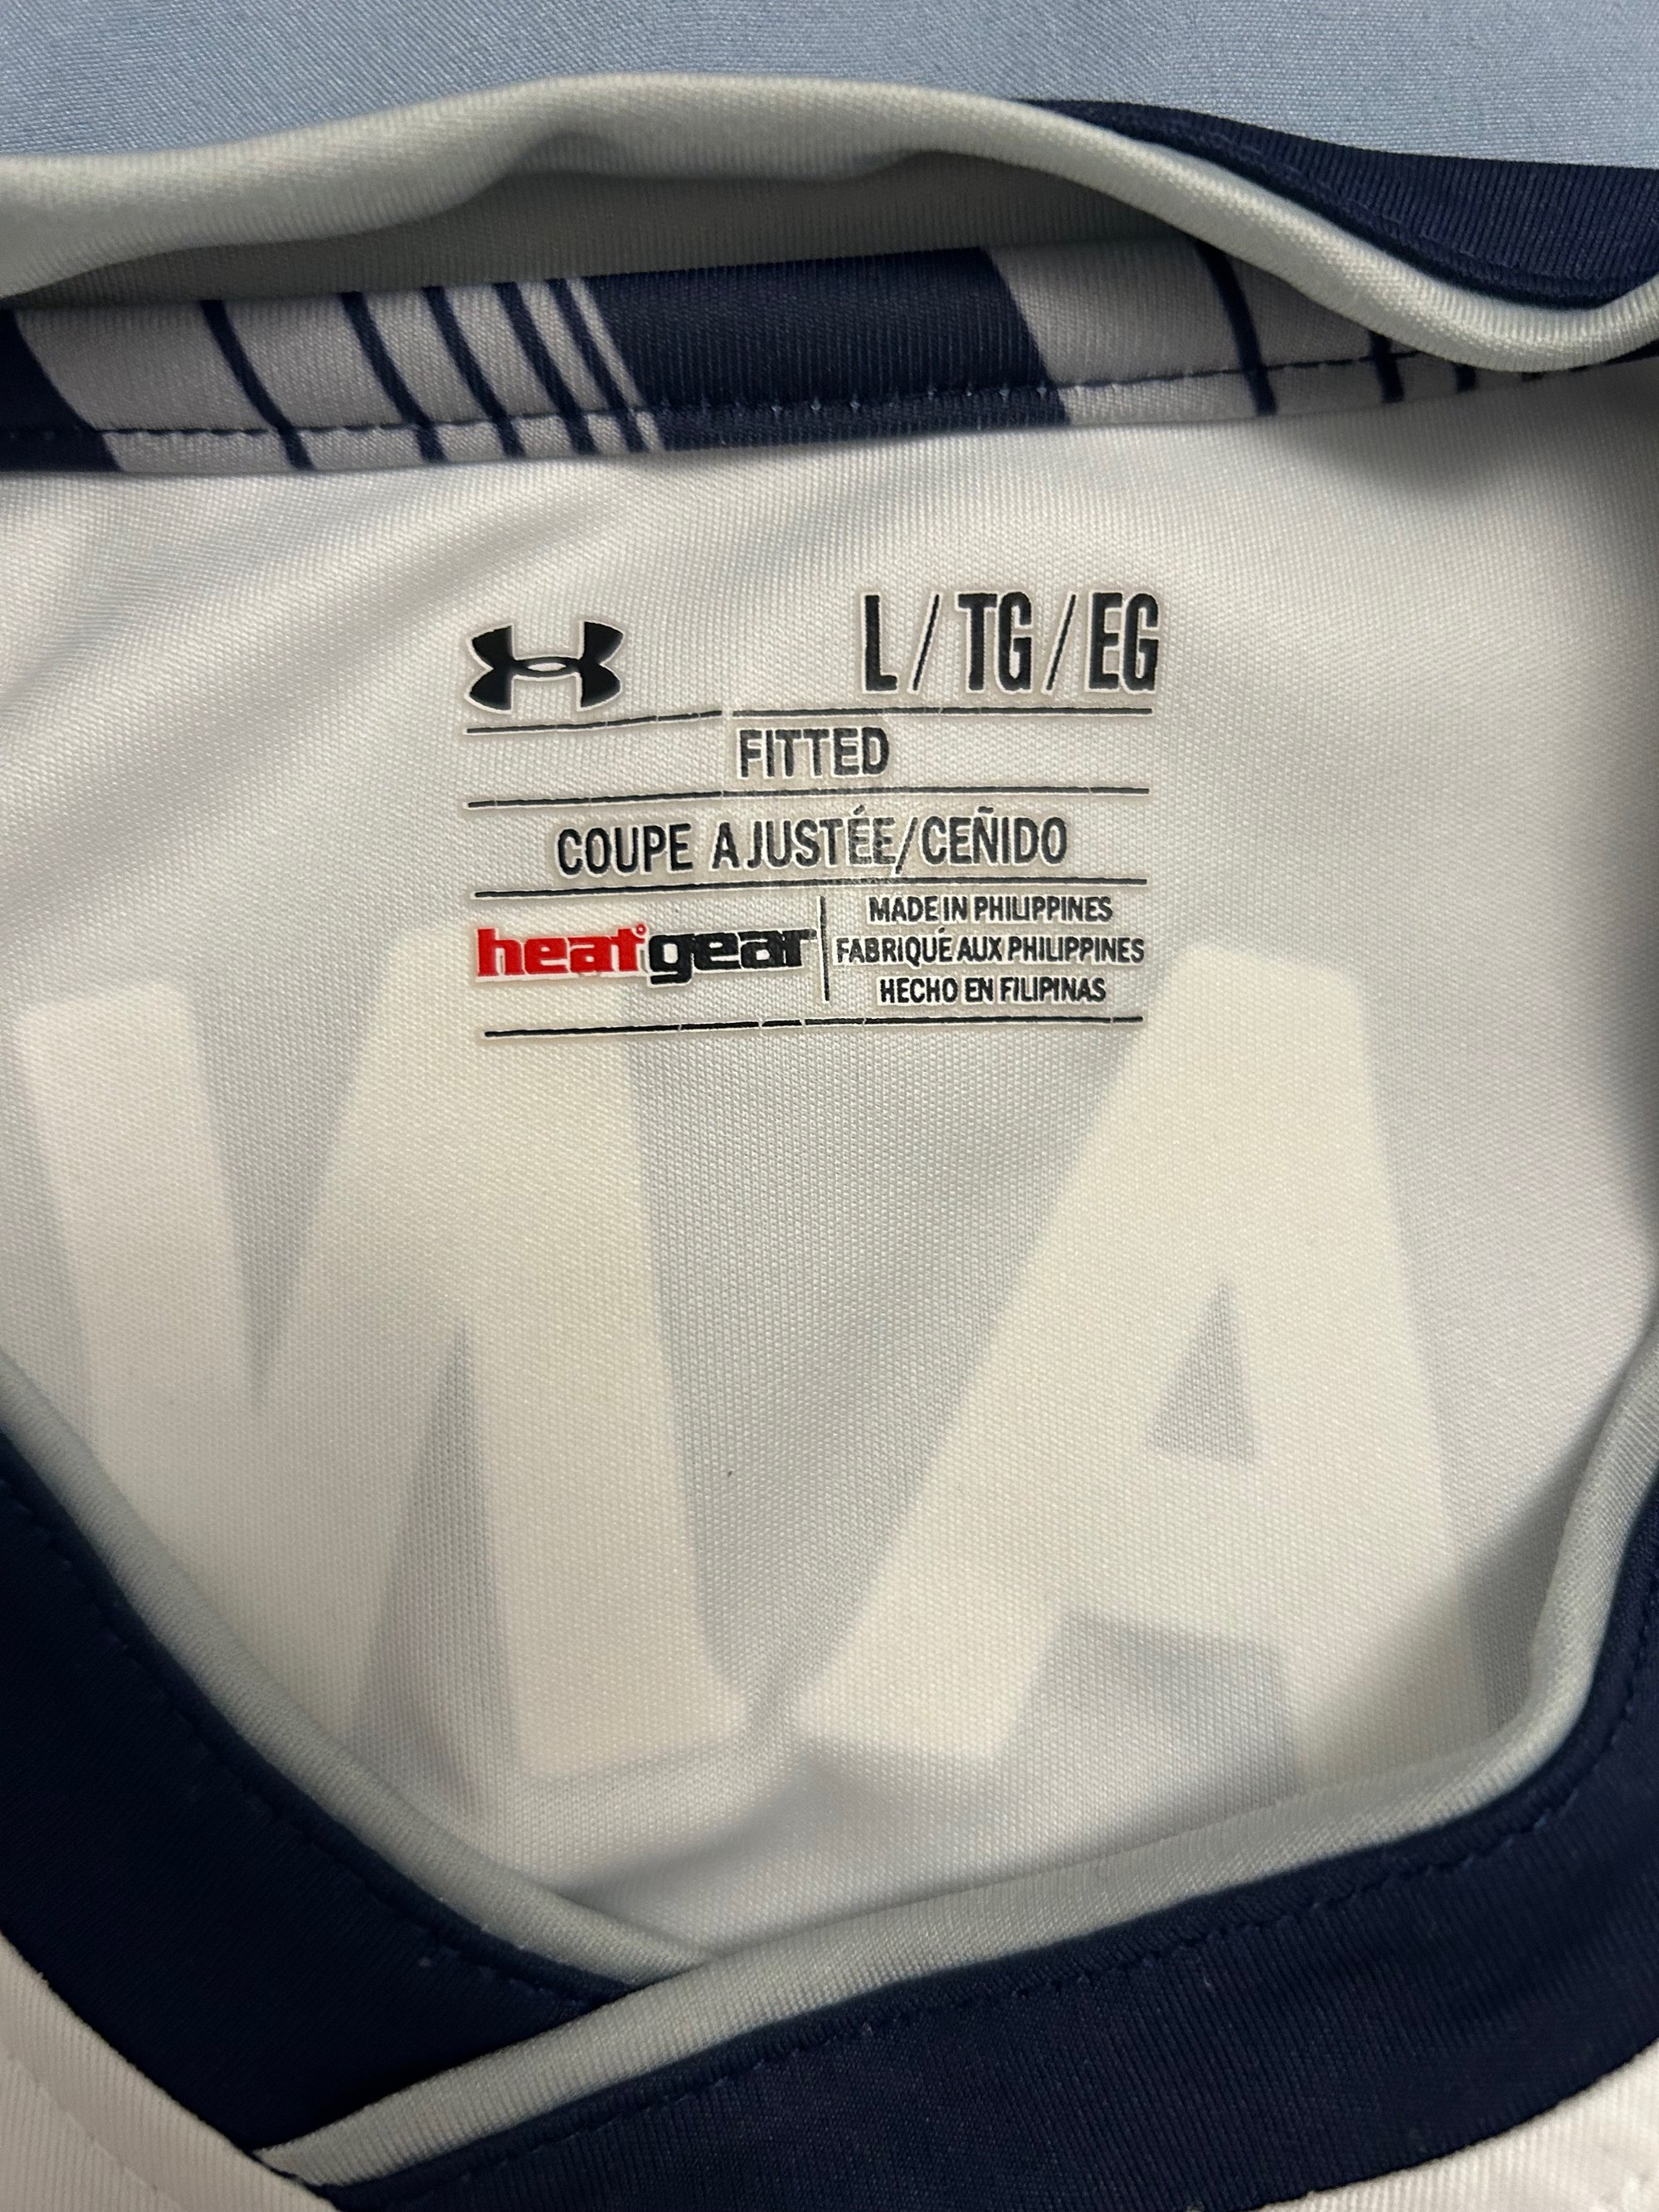 L/TG/EG
FITTED
COUPE AJUSTÉE/CEÑIDO
heatgear
MADE IN PHILIPPINES
FABRIQUÉ AUX PHILIPPINES
HECHO EN FILIPINAS